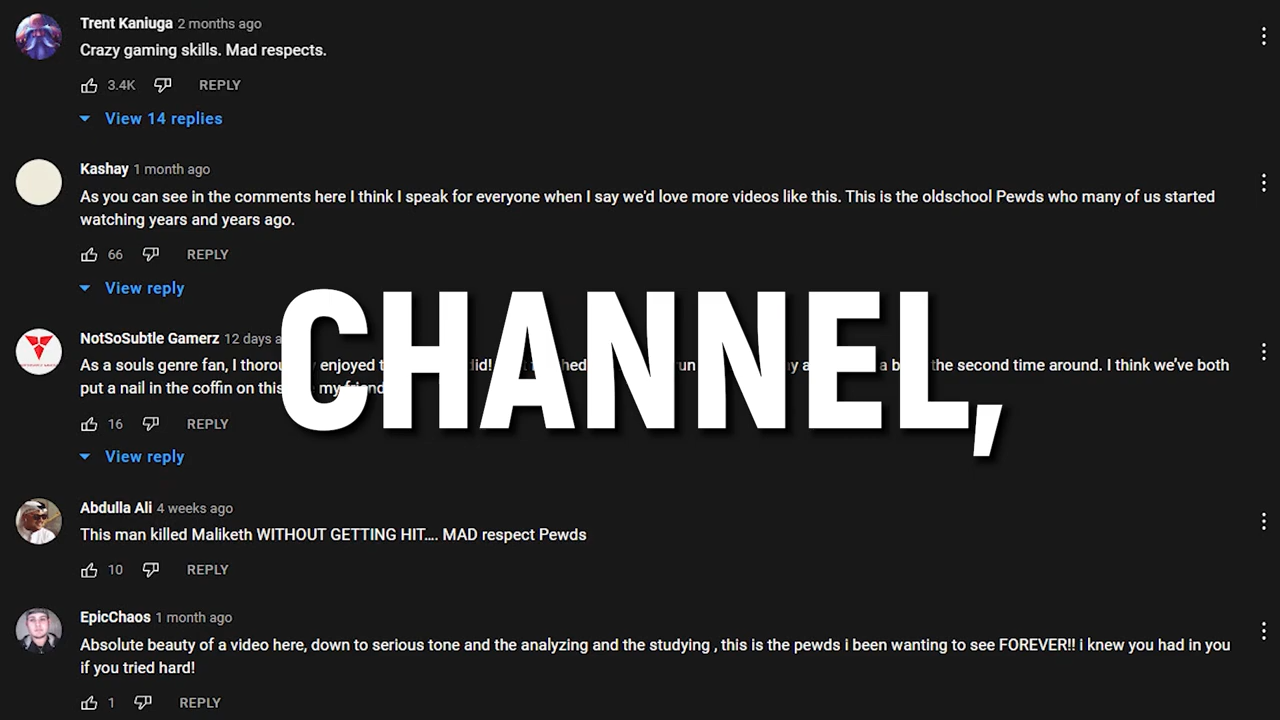 Trent Kaniuga 2 months ago
Crazy gaming skills. Mad respects.
3.4K REPLY
View 14 replies
Kashay 1 month ago
As you can see in the comments here I think I speak for everyone when I say we'd love more videos like this. This is the oldschool Pewds who many of us started
watching years and years ago.
66 REPLY
View reply
CHANNEL,
NotSoSubtle Gamerz 12 days a
As a souls genre fan, I enjoyed the second time around. I think we've both
put a nail in the coffin on this my friend
16 REPLY
View reply
Abdulla Ali 4 weeks ago
This man killed Maliketh WITHOUT GETTING HIT.... MAD respect Pewds
10 REPLY
EpicChaos 1 month ago
Absolute beauty of a video here, down to serious tone and the analyzing and the studying , this is the pewds i been wanting to see FOREVER!! i knew you had in you
if you tried hard!
1 REPLY